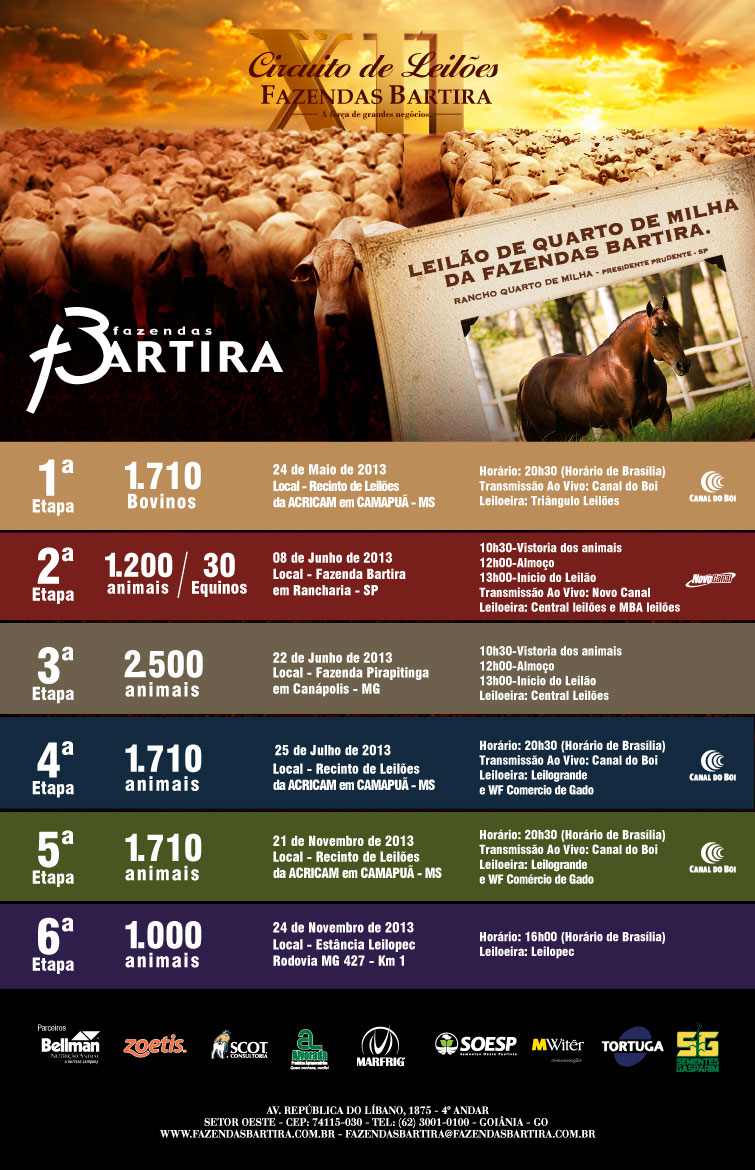 XII
Circuito de Leilões
FAZENDAS BARTIRA
A força de grandes negócios
LEILÃO DE QUARTO DE MILHA
DA FAZENDAS BARTIRA.
RANCHO QUARTO DE MILHA - PRESIDENTE PRUDENTE - SP
fazendas
BARTIRA
1ª
Etapa
1.710
Bovinos
24 de Maio de 2013
Local - Recinto de Leilões
da ACRICAM em CAMAPUÃ - MS
Horário: 20h30 (Horário de Brasília)
Transmissão Ao Vivo: Canal do Boi
Leiloeira: Triângulo Leilões
CANAL DO BOI
2ª
Etapa
1.200
animais
/
30
Equinos
08 de Junho de 2013
Local - Fazenda Bartira
em Rancharia - SP
10h30-Vistoria dos animais
12h00-Almoço
13h00-Início do Leilão
Transmissão Ao Vivo: Novo Canal
Leiloeira: Central leilões e MBA leilões
NovoCanal
3ª
Etapa
2.500
animais
22 de Junho de 2013
Local - Fazenda Pirapitinga
em Canápolis - MG
10h30-Vistoria dos animais
12h00-Almoço
13h00-Início do Leilão
Leiloeira: Central Leilões
4ª
Etapa
1.710
animais
25 de Julho de 2013
Local - Recinto de Leilões
da ACRICAM em CAMAPUÃ - MS
Horário: 20h30 (Horário de Brasília)
Transmissão Ao Vivo: Canal do Boi
Leiloeira: Leilogrande
e WF Comercio de Gado
CANAL DO BOI
5ª
Etapa
1.710
animais
21 de Novembro de 2013
Local - Recinto de Leilões
da ACRICAM em CAMAPUÃ - MS
Horário: 20h30 (Horário de Brasília)
Transmissão Ao Vivo: Canal do Boi
Leiloeira: Leilogrande
e WF Comércio de Gado
CANAL DO BOI
6ª
Etapa
1.000
animais
24 de Novembro de 2013
Local - Estância Leilopec
Rodovia MG 427 - Km 1
Horário: 16h00 (Horário de Brasília)
Leiloeira: Leilopec
Parceiros
Bellman
NUTRIÇÃO ANIMAL
a nutreco company
zoetis
SCOT
CONSULTORIA
Alvorada
Produtos Agropecuários
Quem conhece, confia!
MARFRIG
SOESP
Sementes Oeste Paulista
MWitêr
comunicação
TORTUGA
SG
SEMENTES
GASPARIM
AV. REPÚBLICA DO LÍBANO, 1875 - 4º ANDAR
SETOR OESTE - CEP: 74115-030 - TEL: (62) 3001-0100 - GOIÂNIA - GO
WWW.FAZENDASBARTIRA.COM.BR - FAZENDASBARTIRA@FAZENDASBARTIRA.COM.BR